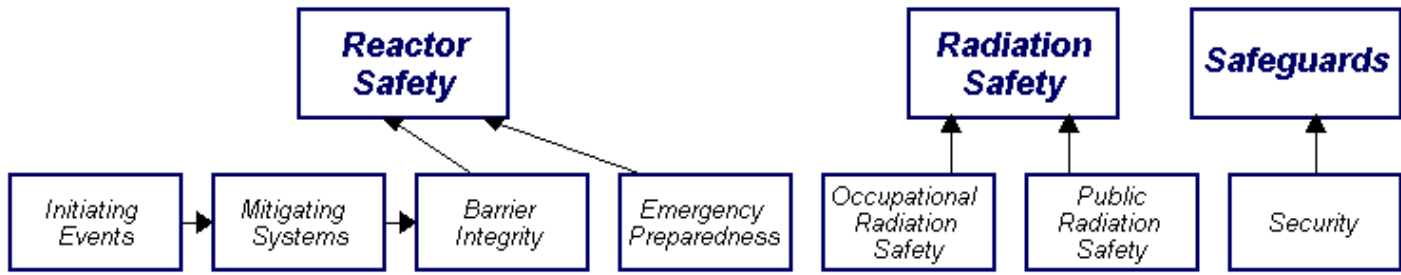 Reactor
Safety
Radiation
Safety
Safeguards
Initiating
Events
Mitigating
Systems
Barrier
Integrity
Emergency
Preparedness
Occupational
Radiation
Safety
Public
Radiation
Safety
Security